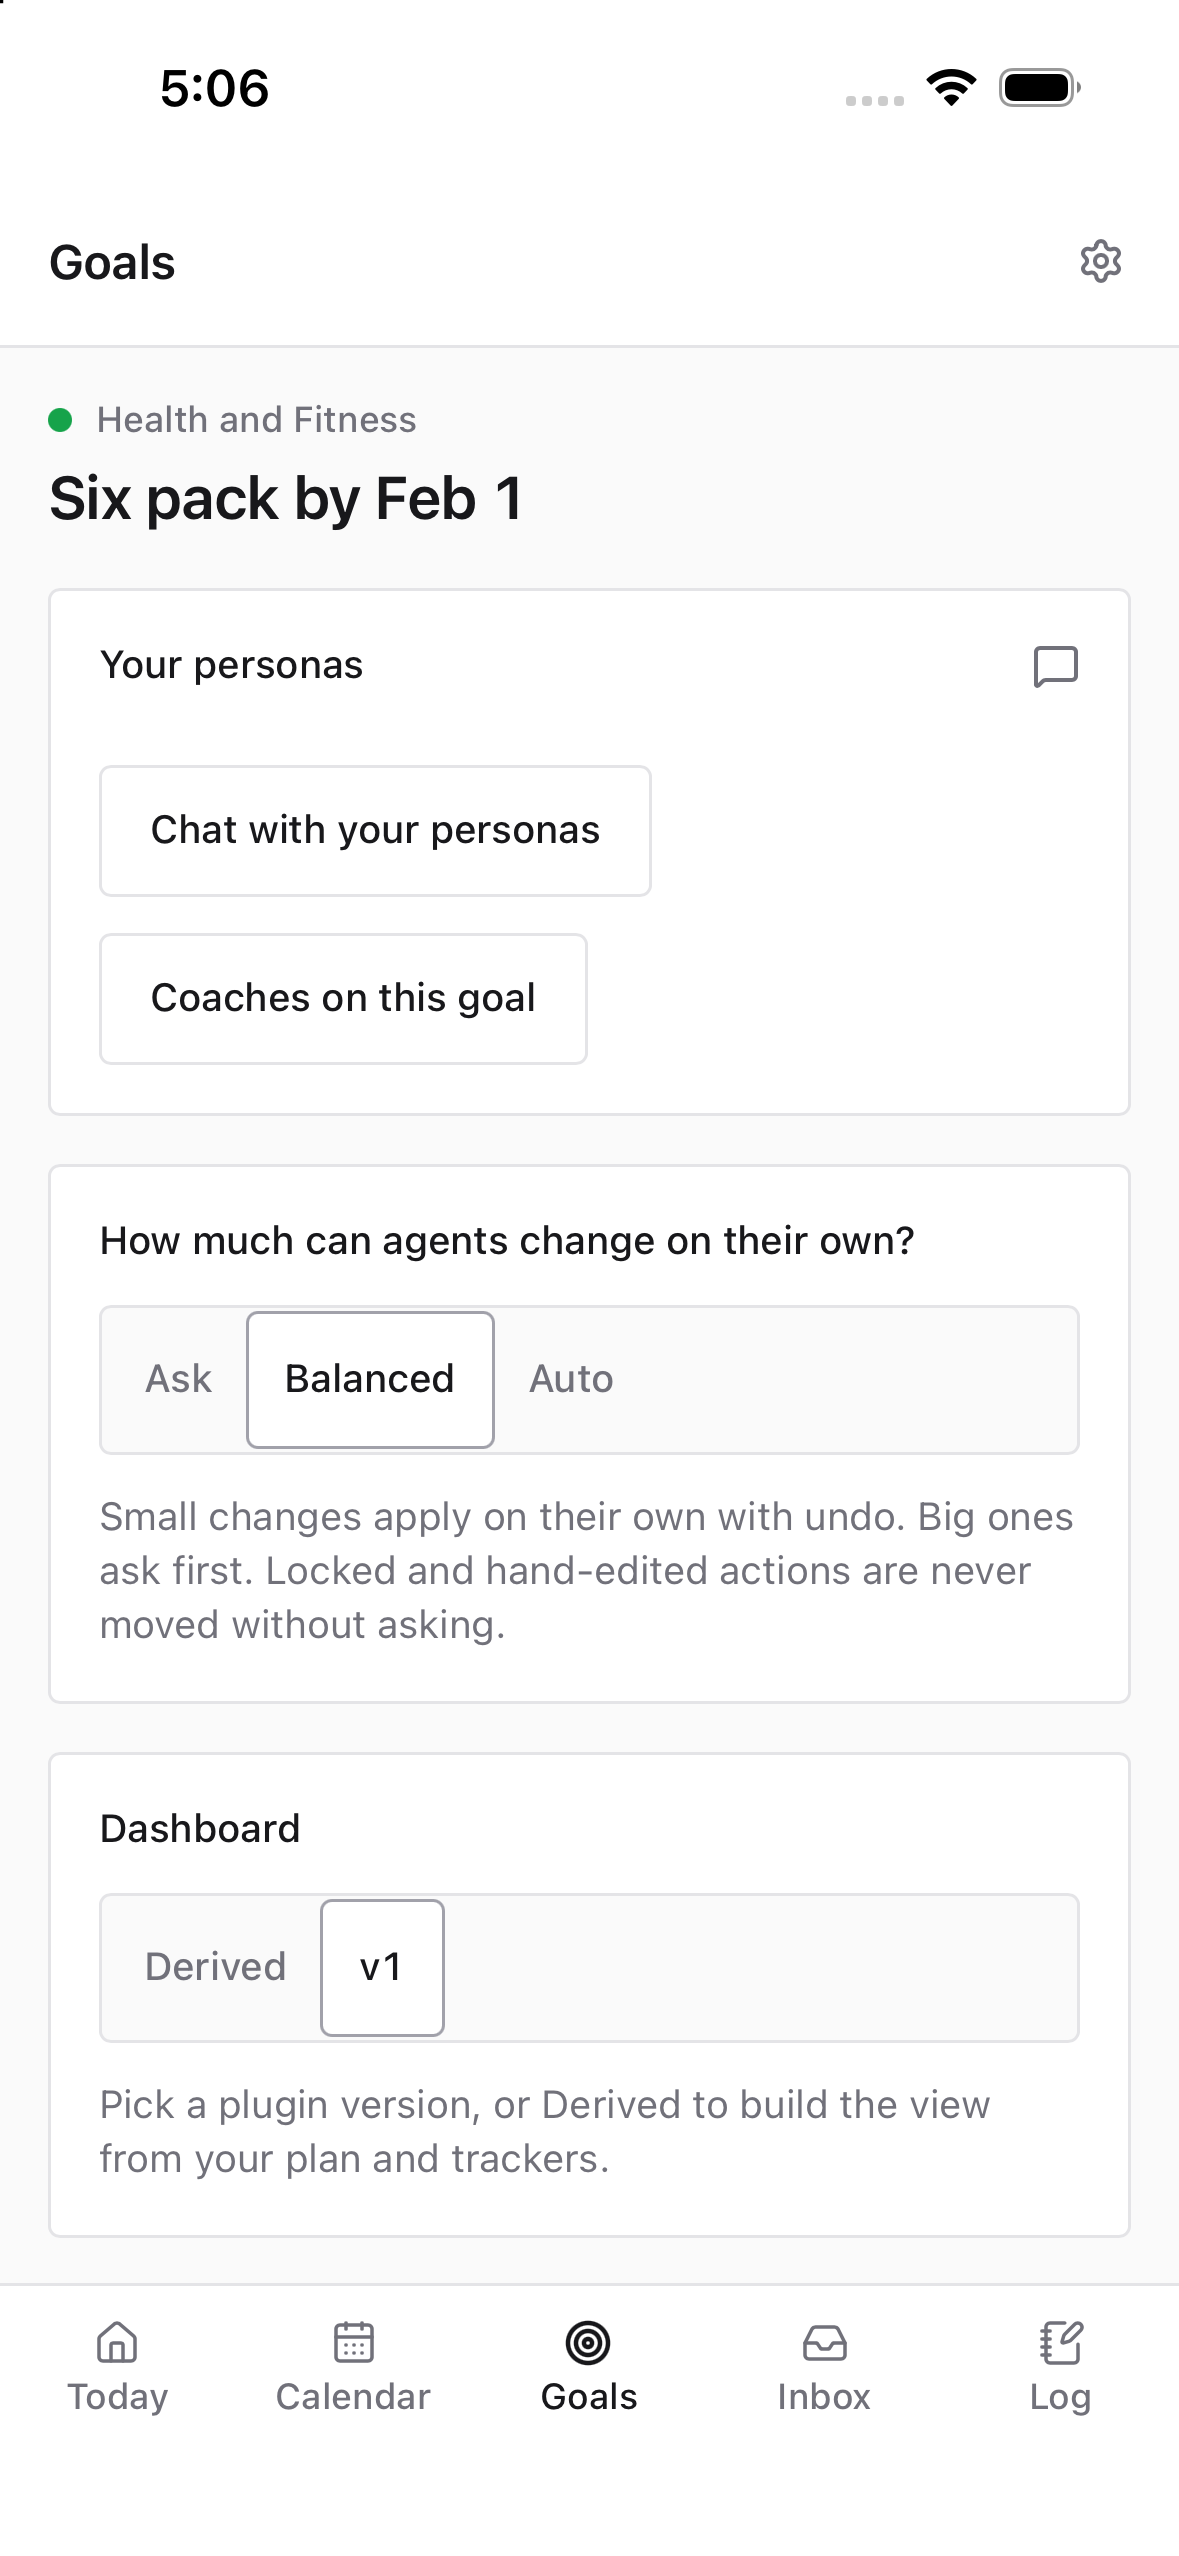 5:06
Goals
Health and Fitness
Six pack by Feb 1
Your personas
Chat with your personas
Coaches on this goal
How much can agents change on their own?
Ask Balanced Auto
Small changes apply on their own with undo. Big ones
ask first. Locked and hand-edited actions are never
moved without asking.
Dashboard
Derived v1
Pick a plugin version, or Derived to build the view
from your plan and trackers.
Today Calendar Goals Inbox Log